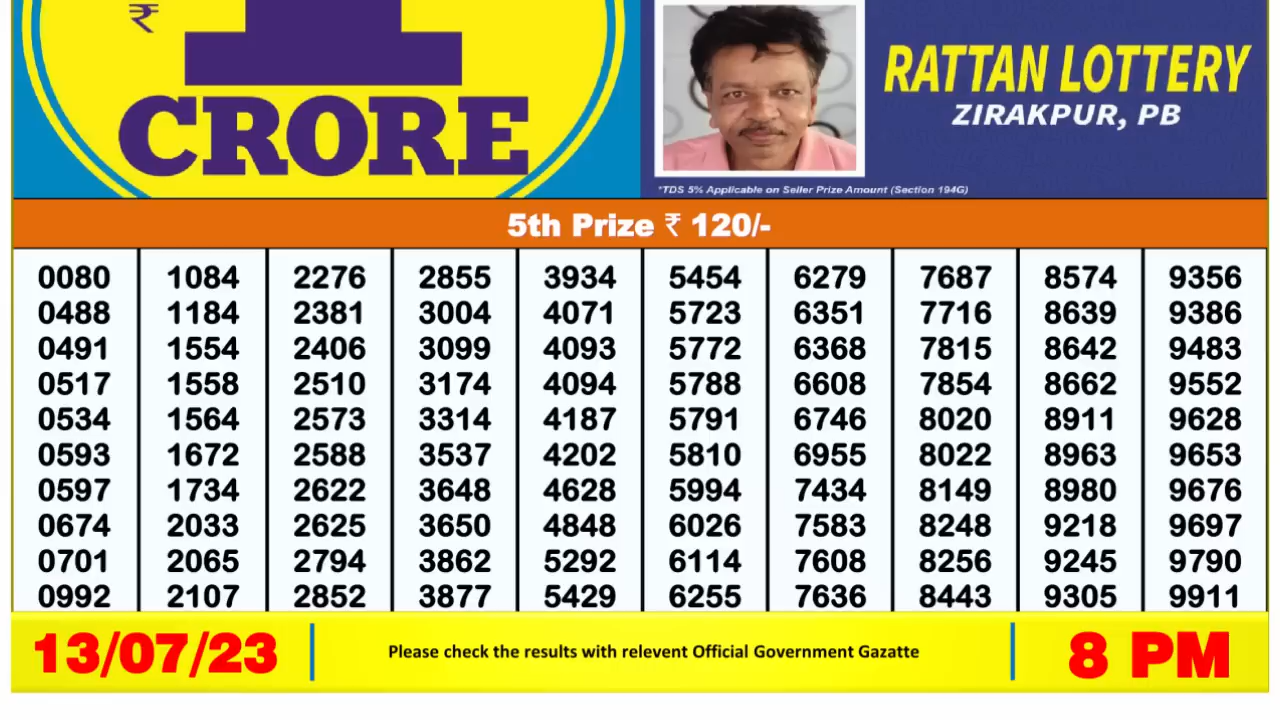 ₹ 1
CRORE
RATTAN LOTTERY
ZIRAKPUR, PB
*TDS 5% Applicable on Seller Prize Amount (Section 194G)
5th Prize ₹ 120/-
0080 1084 2276 2855 3934 5454 6279 7687 8574 9356
0488 1184 2381 3004 4071 5723 6351 7716 8639 9386
0491 1554 2406 3099 4093 5772 6368 7815 8642 9483
0517 1558 2510 3174 4094 5788 6608 7854 8662 9552
0534 1564 2573 3314 4187 5791 6746 8020 8911 9628
0593 1672 2588 3537 4202 5810 6955 8022 8963 9653
0597 1734 2622 3648 4628 5994 7434 8149 8980 9676
0674 2033 2625 3650 4848 6026 7583 8248 9218 9697
0701 2065 2794 3862 5292 6114 7608 8256 9245 9790
0992 2107 2852 3877 5429 6255 7636 8443 9305 9911
13/07/23 Please check the results with relevent Official Government Gazatte 8 PM